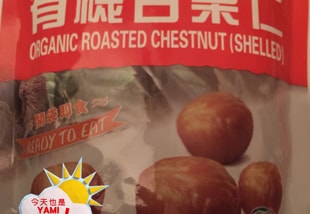 有機甘栗仁
ORGANIC ROASTED CHESTNUT (SHELLED)
開袋即食
READY TO EAT
今天也是
YAMI